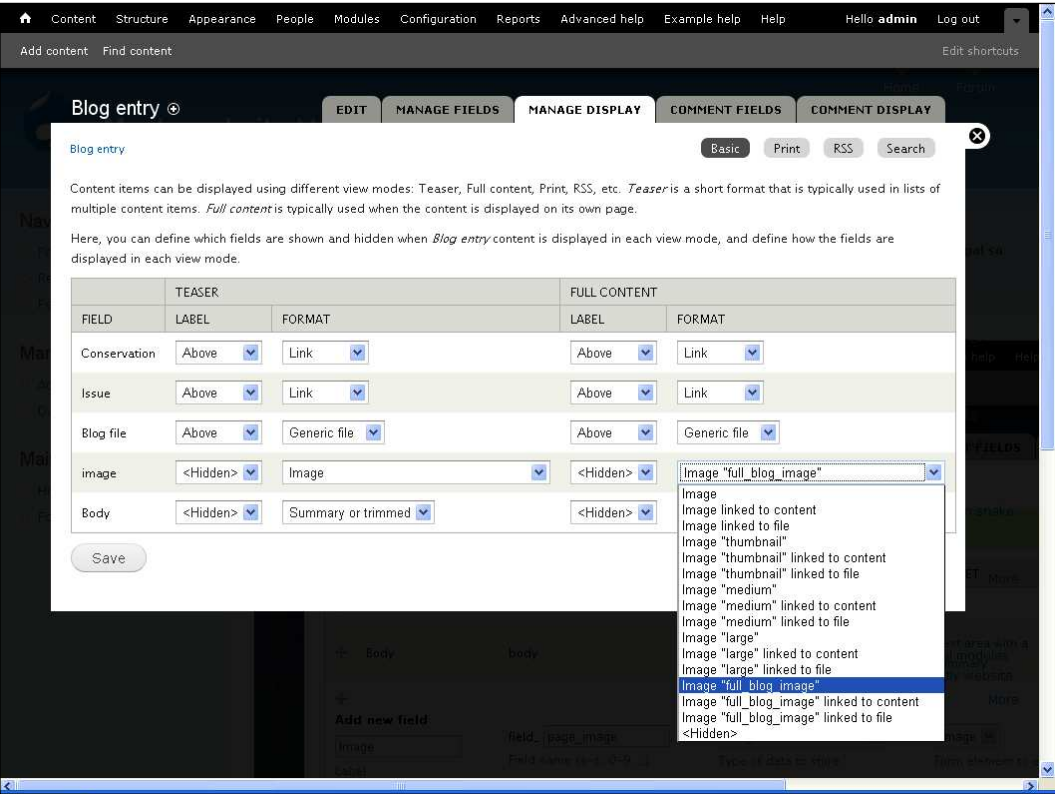 Content Structure Appearance People Modules Configuration Reports Advanced help Example help Help Hello admin Log out
Add content Find content Edit shortcuts
Blog entry EDIT MANAGE FIELDS MANAGE DISPLAY COMMENT FIELDS COMMENT DISPLAY
Blog entry Basic Print RSS Search
Content items can be displayed using different view modes: Teaser, Full content, Print, RSS, etc. Teaser is a short format that is typically used in lists of
multiple content items. Full content is typically used when the content is displayed on its own page.
Here, you can define which fields are shown and hidden when Blog entry content is displayed in each view mode, and define how the fields are
displayed in each view mode.
TEASER FULL CONTENT
FIELD LABEL FORMAT LABEL FORMAT
Conservation Above Link Above Link
Issue Above Link Above Link
Blog file Above Generic file Above Generic file
image <Hidden> Image <Hidden> Image "full_blog_image"
Body <Hidden> Summary or trimmed <Hidden>
Image
Image linked to content
Image linked to file
Image "thumbnail"
Image "thumbnail" linked to content
Image "thumbnail" linked to file
Image "medium"
Image "medium" linked to content
Image "medium" linked to file
Image "large"
Image "large" linked to content
Image "large" linked to file
Image "full_blog_image"
Image "full_blog_image" linked to content
Image "full_blog_image" linked to file
<Hidden>
Save
Body body
Add new field
Image field_ page_image
Label
More